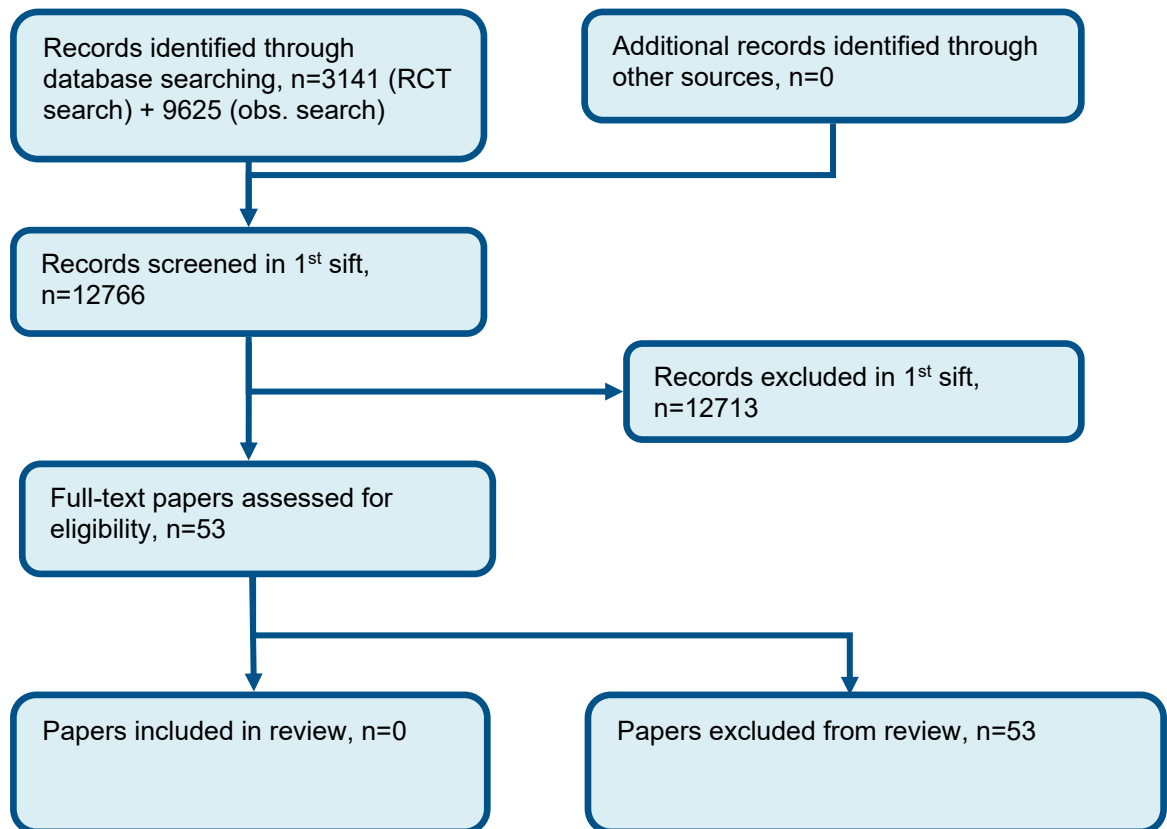 Records identified through
database searching, n=3141 (RCT
search) + 9625 (obs. search)
Additional records identified through
other sources, n=0
Records screened in 1st sift,
n=12766
Records excluded in 1st sift,
n=12713
Full-text papers assessed for
eligibility, n=53
Papers included in review, n=0
Papers excluded from review, n=53